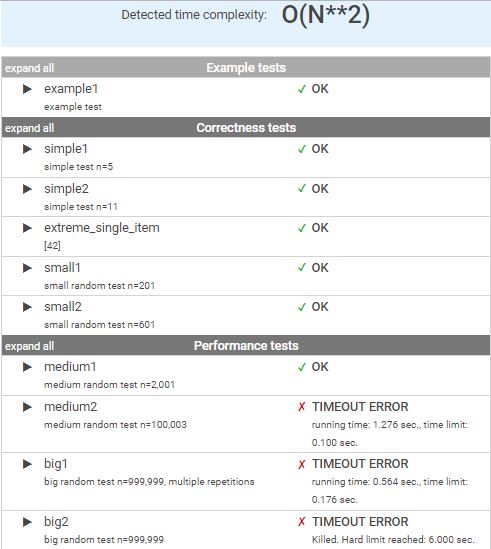 Detected time complexity: O(N**2)
expand all Example tests
example1 ✓ OK
example test
expand all Correctness tests
simple1 ✓ OK
simple test n=5
simple2 ✓ OK
simple test n=11
extreme_single_item ✓ OK
[42]
small1 ✓ OK
small random test n=201
small2 ✓ OK
small random test n=601
expand all Performance tests
medium1 ✓ OK
medium random test n=2,001
medium2 ✗ TIMEOUT ERROR
medium random test n=100,003 running time: 1.276 sec., time limit:
0.100 sec.
big1 ✗ TIMEOUT ERROR
big random test n=999,999, multiple repetitions running time: 0.564 sec., time limit:
0.176 sec.
big2 ✗ TIMEOUT ERROR
big random test n=999,999 Killed. Hard limit reached: 6.000 sec.